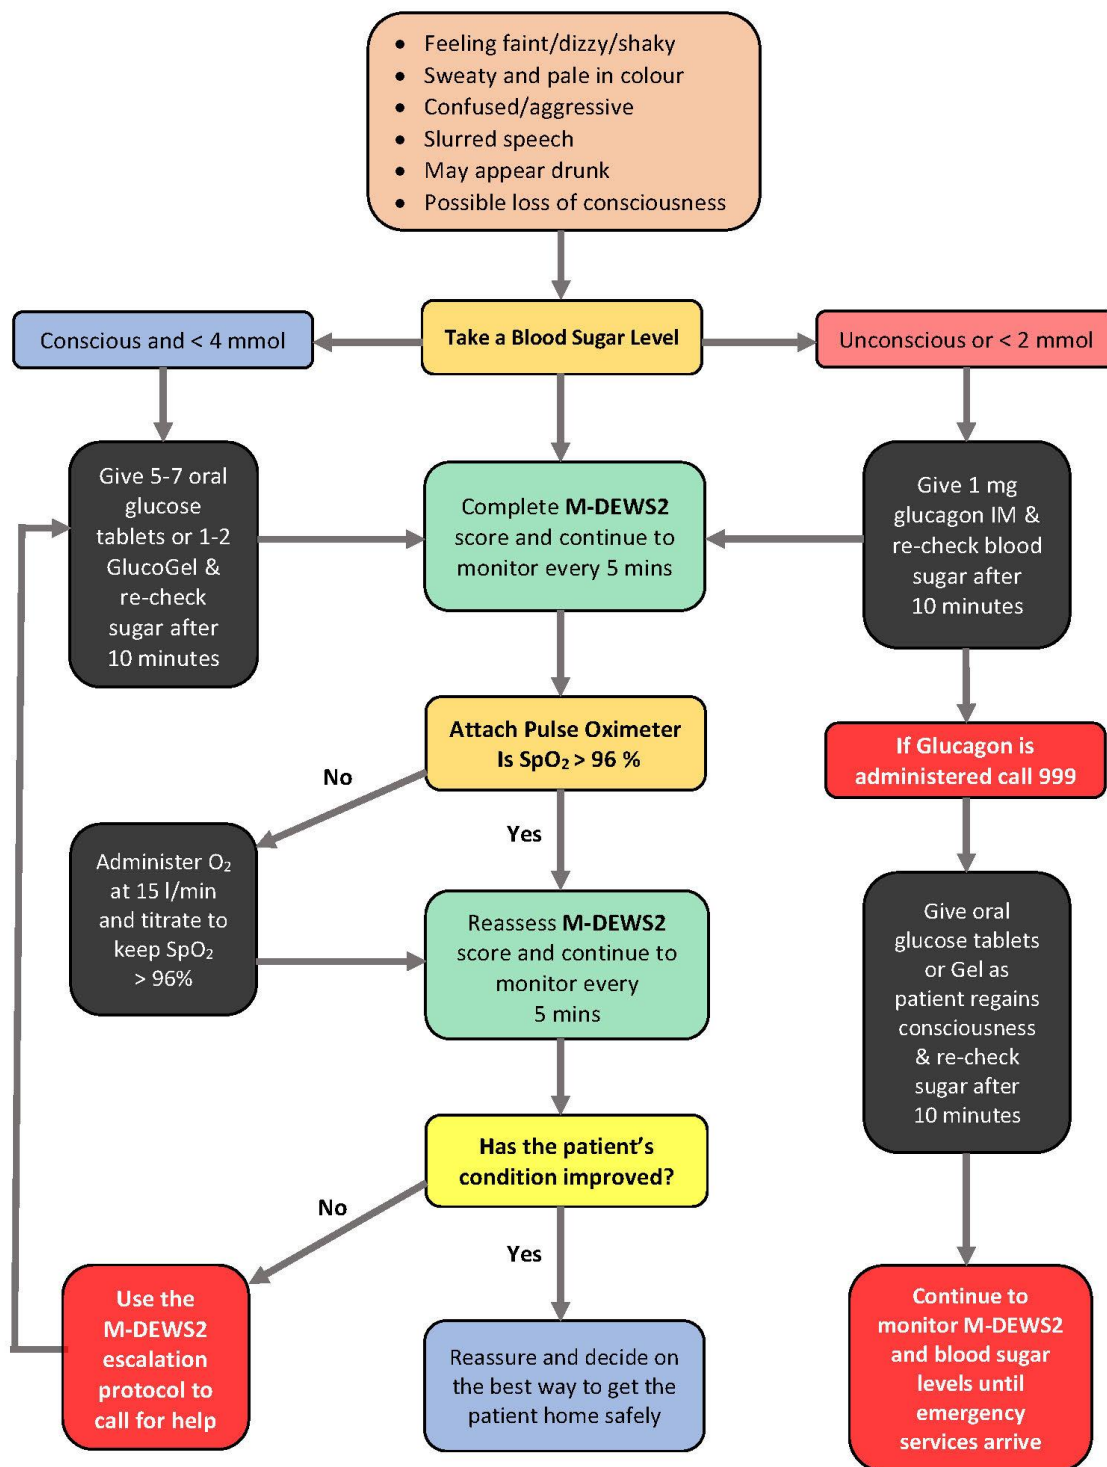 • Feeling faint/dizzy/shaky
• Sweaty and pale in colour
• Confused/aggressive
• Slurred speech
• May appear drunk
• Possible loss of consciousness
Conscious and < 4 mmol
Take a Blood Sugar Level
Unconscious or < 2 mmol
Give 5-7 oral
glucose
tablets or 1-2
GlucoGel &
re-check
sugar after
10 minutes
Complete M-DEWS2
score and continue to
monitor every 5 mins
Give 1 mg
glucagon IM &
re-check blood
sugar after
10 minutes
Attach Pulse Oximeter
Is SpO₂ > 96 %
If Glucagon is
administered call 999
No
Yes
Administer O₂
at 15 l/min
and titrate to
keep SpO₂
> 96%
Reassess M-DEWS2
score and continue to
monitor every
5 mins
Give oral
glucose tablets
or Gel as
patient regains
consciousness
& re-check
sugar after
10 minutes
Has the patient’s
condition improved?
No
Yes
Use the
M-DEWS2
escalation
protocol to
call for help
Reassure and decide on
the best way to get the
patient home safely
Continue to
monitor M-DEWS2
and blood sugar
levels until
emergency
services arrive